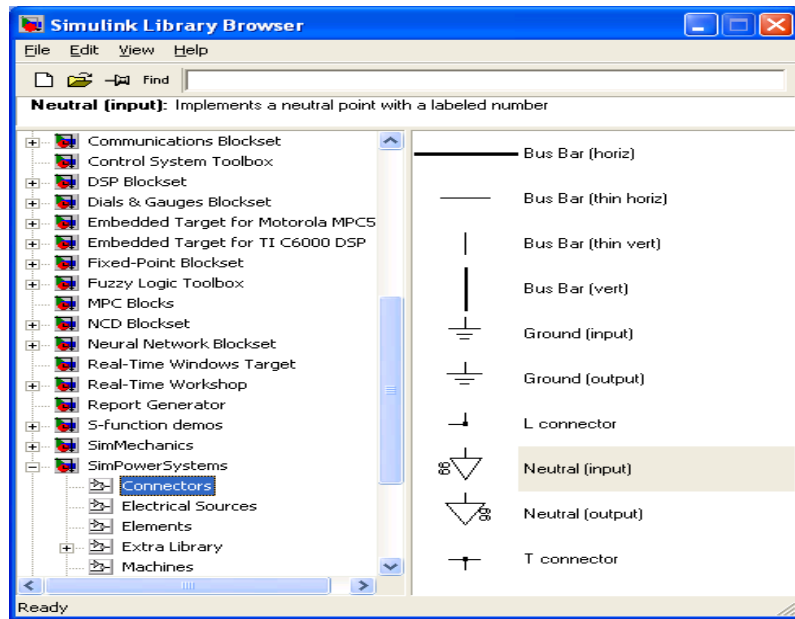 Simulink Library Browser
File Edit View Help
Find
Neutral (input): Implements a neutral point with a labeled number
Communications Blockset
Control System Toolbox
DSP Blockset
Dials & Gauges Blockset
Embedded Target for Motorola MPC5
Embedded Target for TI C6000 DSP
Fixed-Point Blockset
Fuzzy Logic Toolbox
MPC Blocks
NCD Blockset
Neural Network Blockset
Real-Time Windows Target
Real-Time Workshop
Report Generator
S-function demos
SimMechanics
SimPowerSystems
Connectors
Electrical Sources
Elements
Extra Library
Machines
Bus Bar (horiz)
Bus Bar (thin horiz)
Bus Bar (thin vert)
Bus Bar (vert)
Ground (input)
Ground (output)
L connector
Neutral (input)
Neutral (output)
T connector
Ready